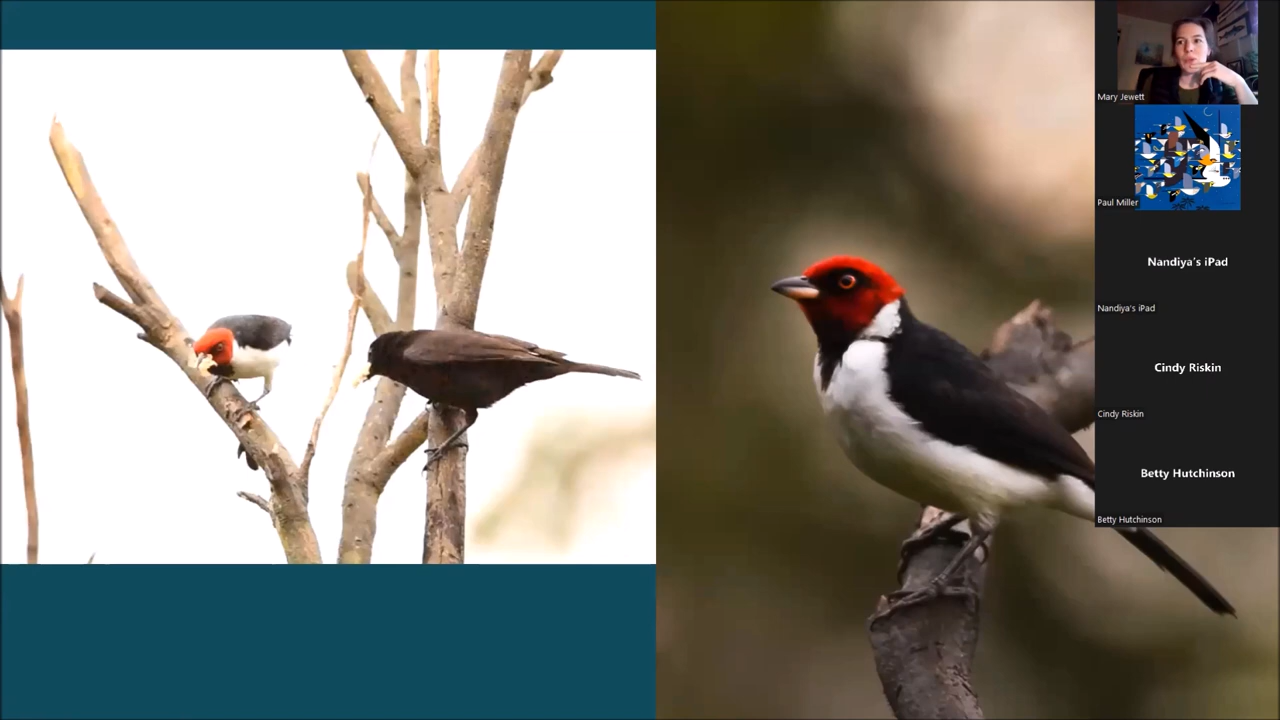 Mary Jewett
Paul Miller
Nandiya's iPad
Nandiya's iPad
Cindy Riskin
Cindy Riskin
Betty Hutchinson
Betty Hutchinson